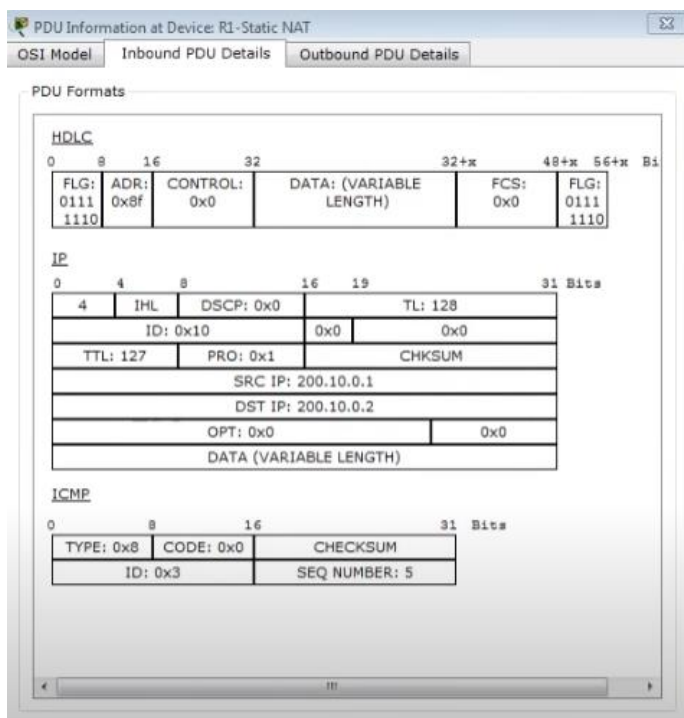 PDU Information at Device: R1-Static NAT
OSI Model Inbound PDU Details Outbound PDU Details
PDU Formats
HDLC
0 8 16 32 32+x 48+x 56+x Bi
FLG: ADR: CONTROL: DATA: (VARIABLE FCS: FLG:
0111 0x8f 0x0 LENGTH) 0x0 0111
1110 1110
IP
0 4 8 16 19 31 Bits
4 IHL DSCP: 0x0 TL: 128
ID: 0x10 0x0 0x0
TTL: 127 PRO: 0x1 CHKSUM
SRC IP: 200.10.0.1
DST IP: 200.10.0.2
OPT: 0x0 0x0
DATA (VARIABLE LENGTH)
ICMP
0 8 16 31 Bits
TYPE: 0x8 CODE: 0x0 CHECKSUM
ID: 0x3 SEQ NUMBER: 5